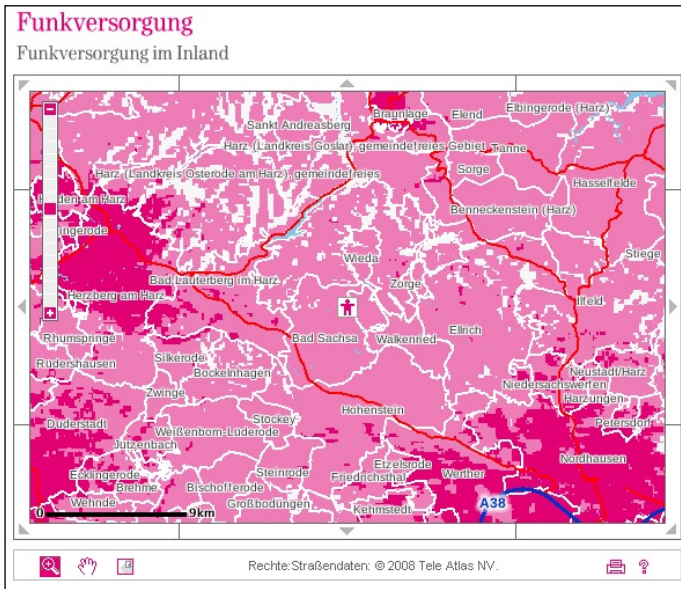 Funkversorgung
Funkversorgung im Inland
Braunlage
Elend
Elbingerode (Harz)
Sankt Andreasberg
Harz (Landkreis Goslar), gemeindefreies Gebiet
Tanne
Harz (Landkreis Osterode am Harz), gemeindefreies
Sorge
Hasselfelde
am Harz
Benneckenstein (Harz)
ingerode
Stiege
Wieda
Bad Lauterberg im Harz
Zorge
Herzberg am Harz
Ilfeld
Ellrich
Rhumspringe
Bad Sachsa
Walkenried
Silkerode
Rüdershausen
Bockelnhagen
Neustadt/Harz
Niedersachswerfen
Zwinge
Harzungen
Hohenstein
Stöckey
Duderstadt
Petersdorf
Weißenborn-Lüderode
Jützenbach
Nordhausen
Etzelsrode
Ecklingerode
Steinrode
Friedrichsthal
Werther
Brehme
Bischofferode
Wehnde
Großbodungen
A38
Kehmstedt
0 9km
Rechte:Straßendaten: © 2008 Tele Atlas NV.
?